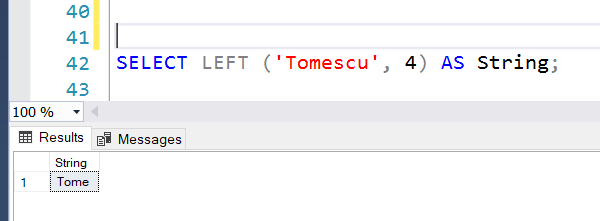 40
41
42 SELECT LEFT ('Tomescu', 4) AS String;
43
100 %
Results Messages
String
1 Tome